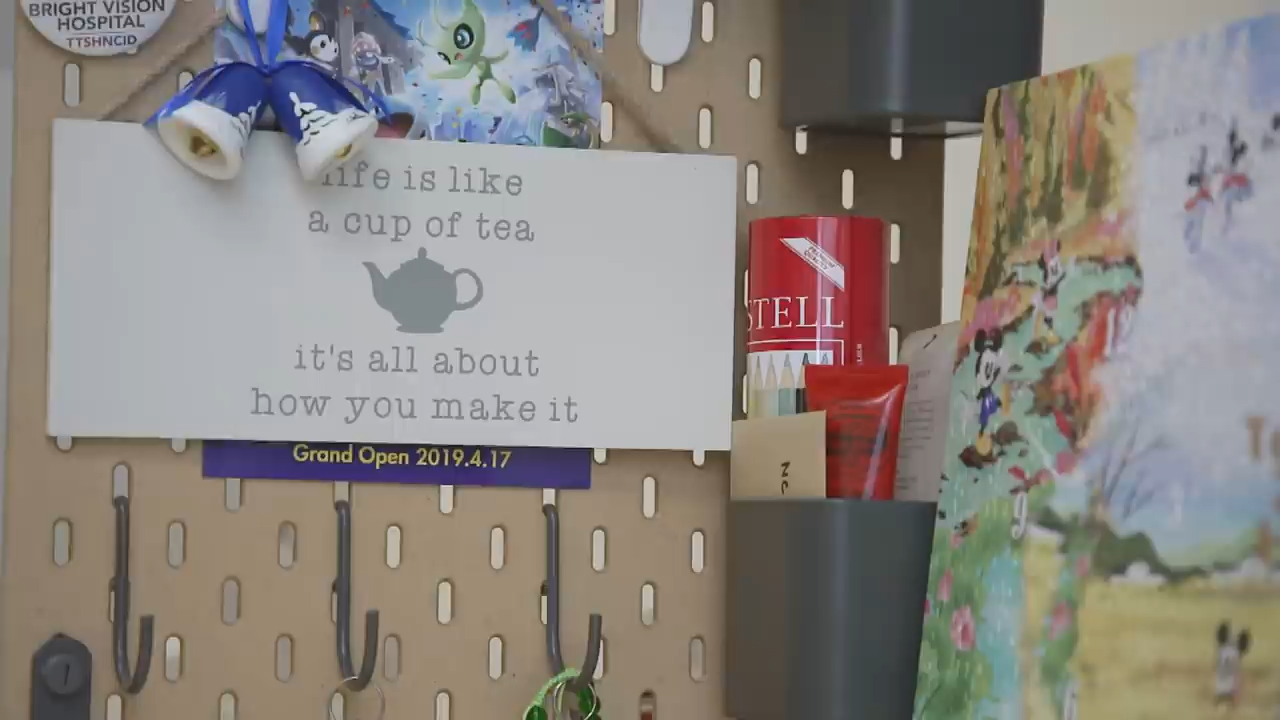 BRIGHT VISION
HOSPITAL
TTSHNCID
life is like
a cup of tea
it's all about
how you make it
Grand Open 2019.4.17
STELL
N J